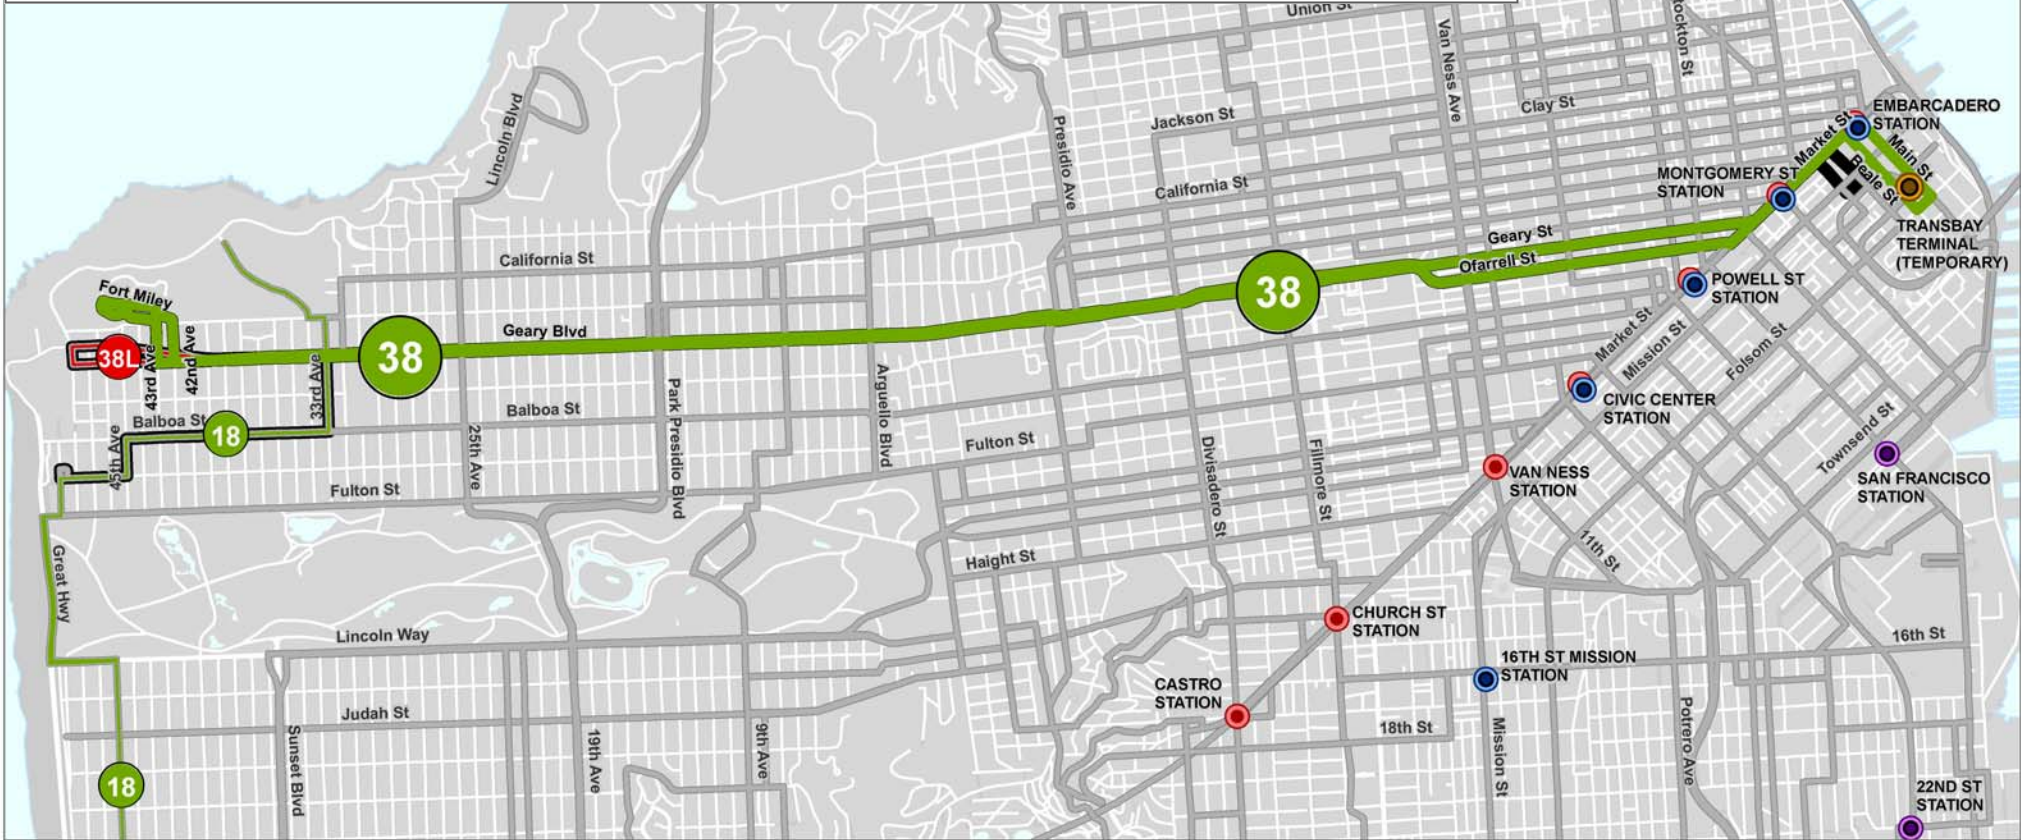 Union St
Van Ness Ave
Stockton St
Lincoln Blvd
Presidio Ave
Jackson St
Clay St
EMBARCADERO
STATION
Market St
Main St
Beale St
MONTGOMERY ST
STATION
California St
TRANSBAY
TERMINAL
(TEMPORARY)
Geary St
Ofarrell St
California St
Fort Miley
38
POWELL ST
STATION
Geary Blvd
38
38L
43rd Ave
42nd Ave
33rd Ave
Market St
Mission St
Folsom St
Park Presidio Blvd
Arguello Blvd
CIVIC CENTER
STATION
Balboa St
18
Balboa St
45th Ave
25th Ave
Fulton St
Divisadero St
Fillmore St
Townsend St
VAN NESS
STATION
SAN FRANCISCO
STATION
Fulton St
Great Hwy
Haight St
11th St
Lincoln Way
CHURCH ST
STATION
16th St
16TH ST MISSION
STATION
CASTRO
STATION
Judah St
18th St
Sunset Blvd
19th Ave
9th Ave
Mission St
Potrero Ave
18
22ND ST
STATION